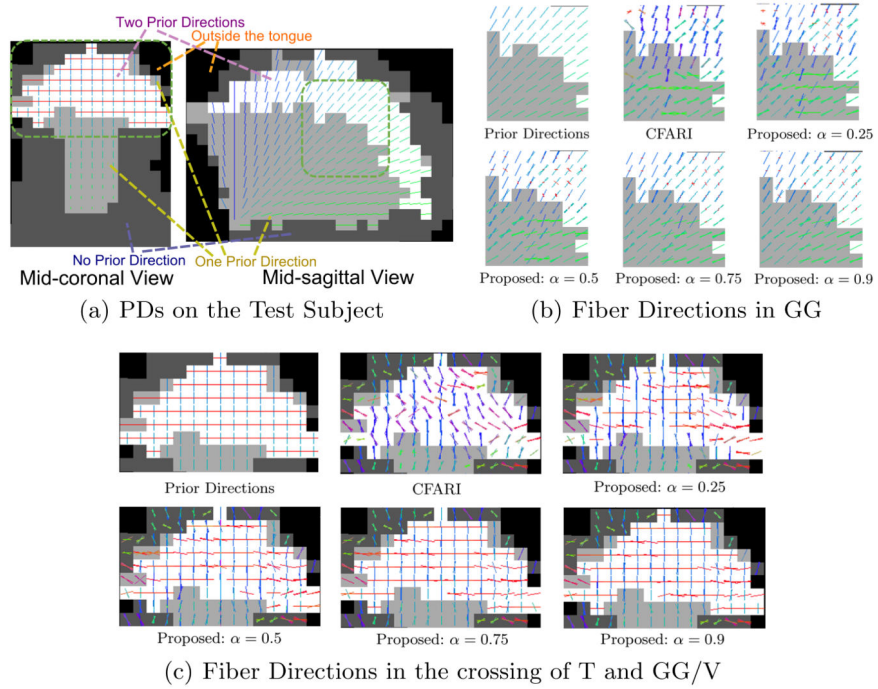 Two Prior Directions
Outside the tongue
No Prior Direction
One Prior Direction
Mid-coronal View
Mid-sagittal View
(a) PDs on the Test Subject
Prior Directions
CFARI
Proposed: α = 0.25
Proposed: α = 0.5
Proposed: α = 0.75
Proposed: α = 0.9
(b) Fiber Directions in GG
Prior Directions
CFARI
Proposed: α = 0.25
Proposed: α = 0.5
Proposed: α = 0.75
Proposed: α = 0.9
(c) Fiber Directions in the crossing of T and GG/V